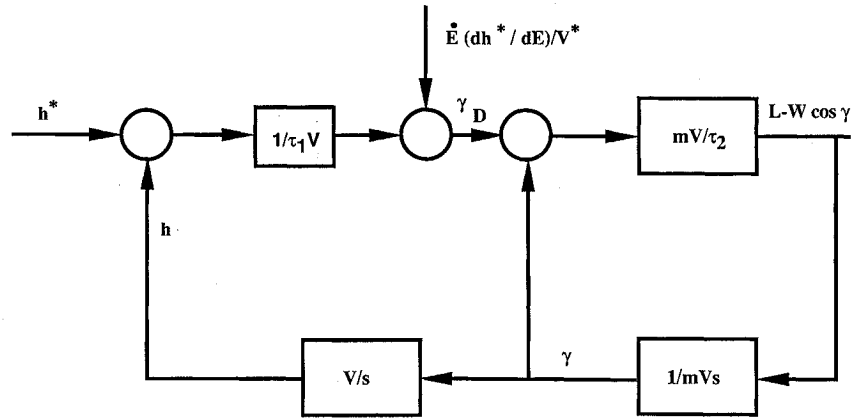 Ė (dh* / dE)/V*
h*
1/τ1V
γD
mV/τ2
L-W cos γ
h
V/s
γ
1/mVs